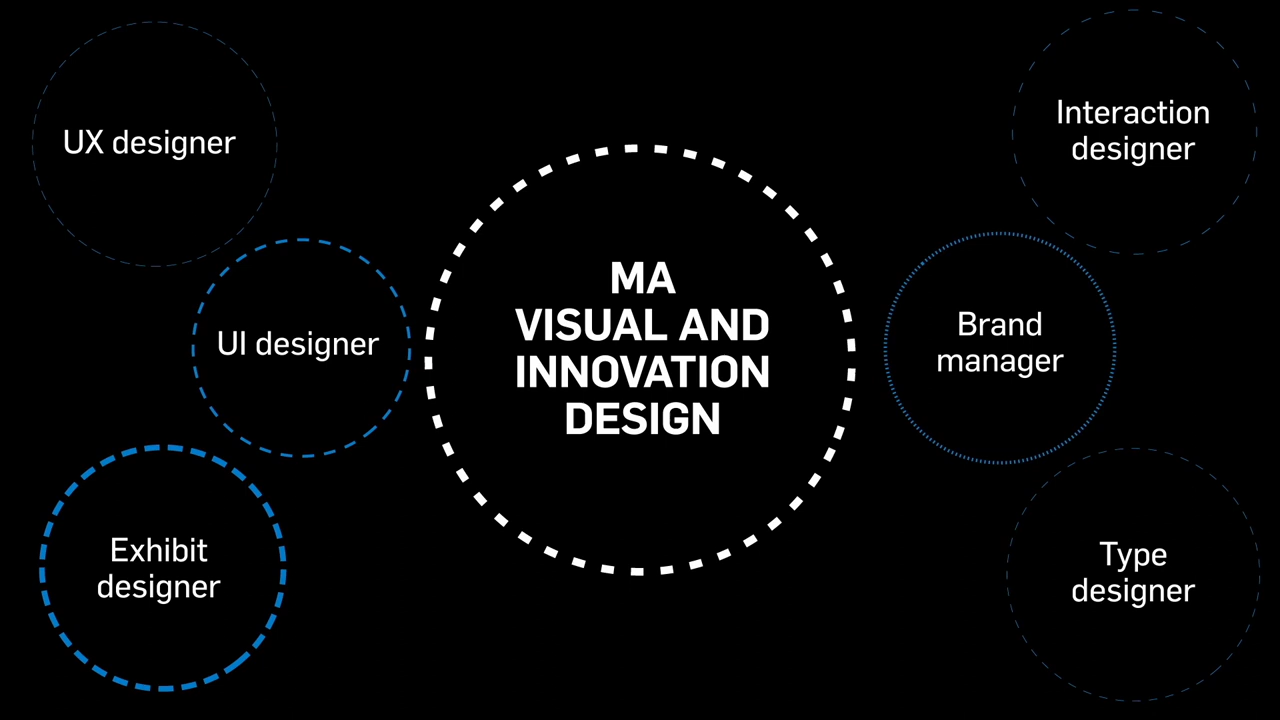 UX designer
Interaction
designer
MA
VISUAL AND
INNOVATION
DESIGN
UI designer
Brand
manager
Exhibit
designer
Type
designer